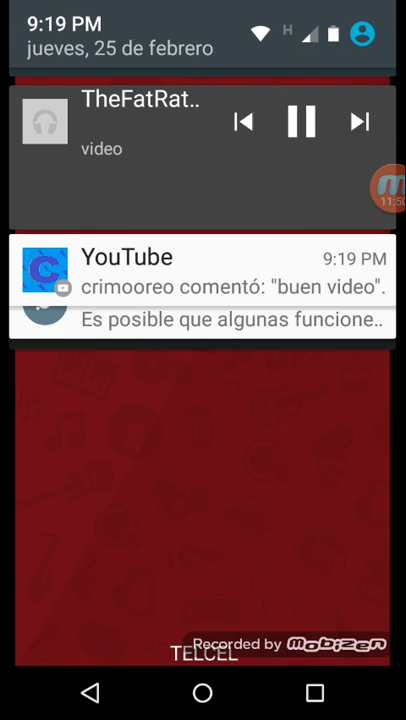 9:19 PM
jueves, 25 de febrero
H
TheFatRat..
video
11:50
YouTube
9:19 PM
crimooreo comentó: "buen video".
Es posible que algunas funcione..
TELCEL
Recorded by mobizen